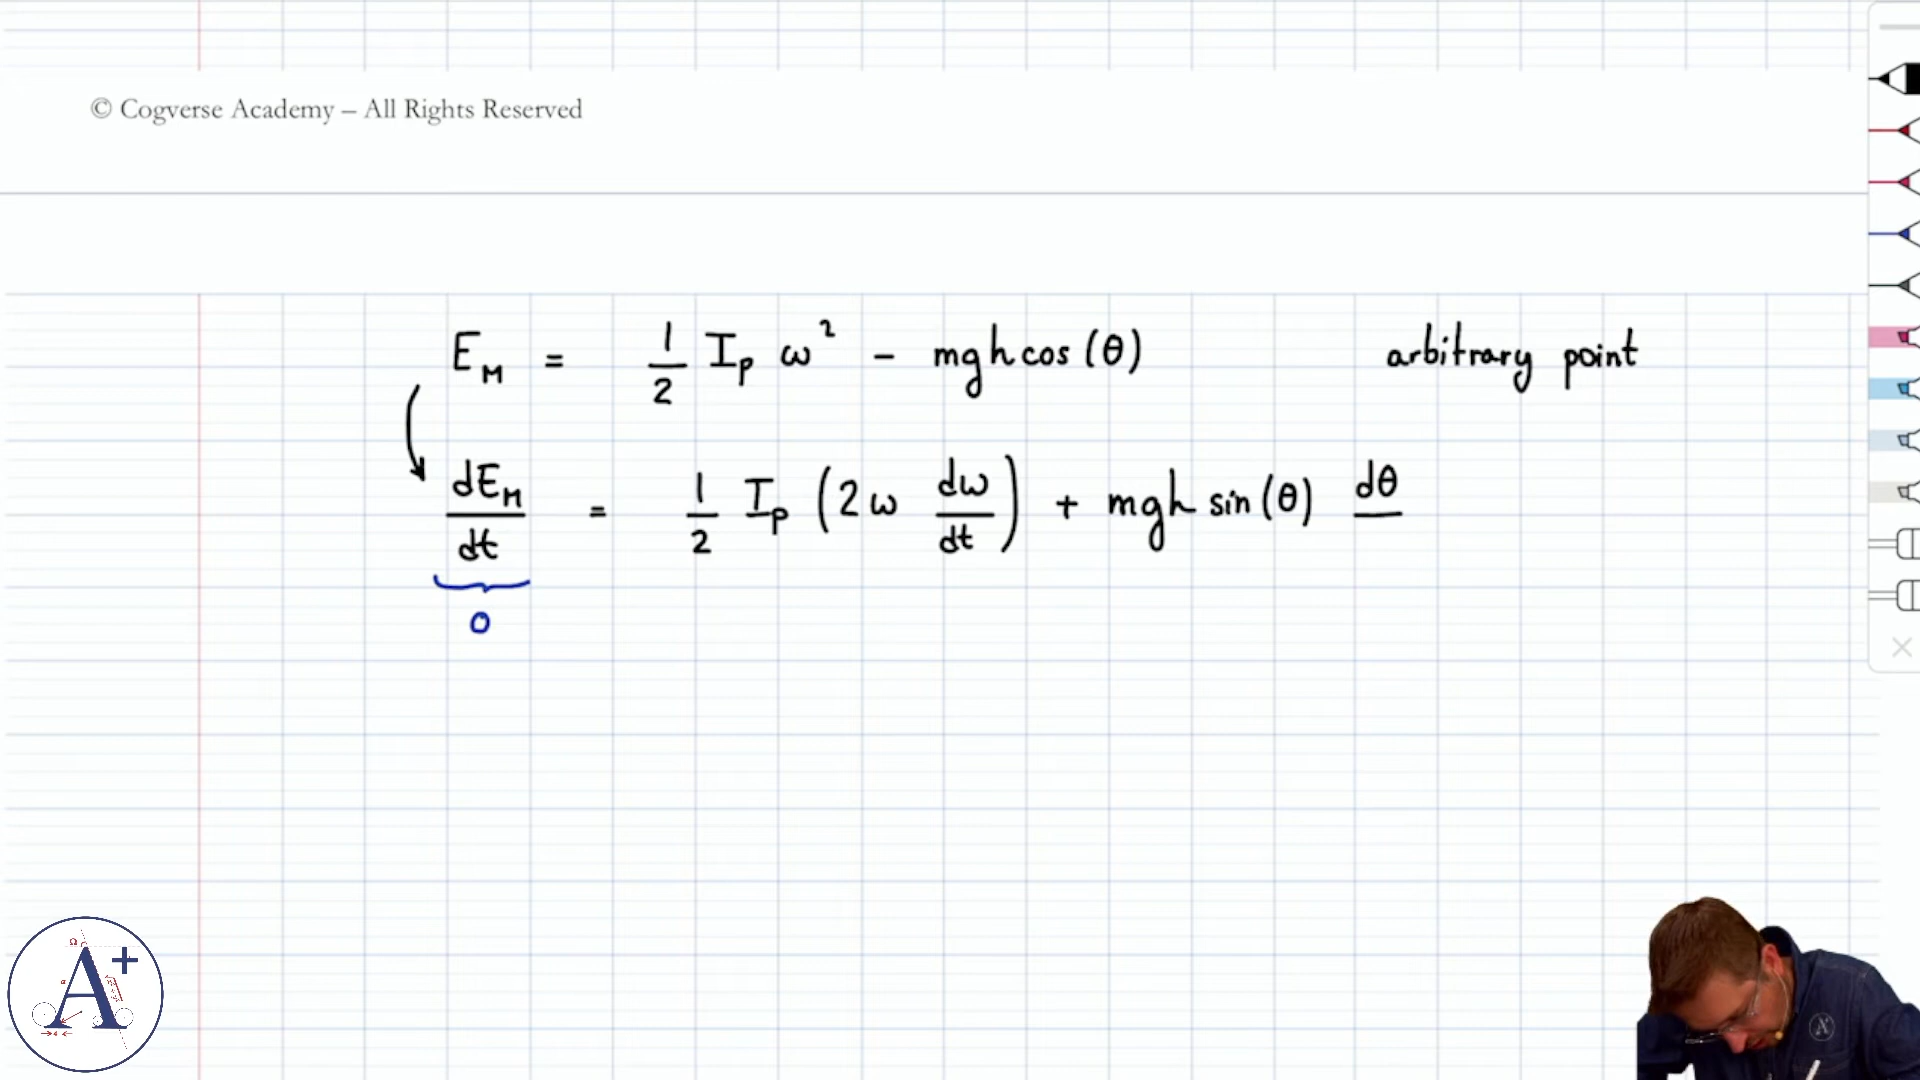 © Cogverse Academy – All Rights Reserved
E_M = 1/2 I_p ω² - mgh cos(θ) arbitrary point
dE_M/dt = 1/2 I_p (2ω dω/dt) + mgh sin(θ) dθ
0
A+